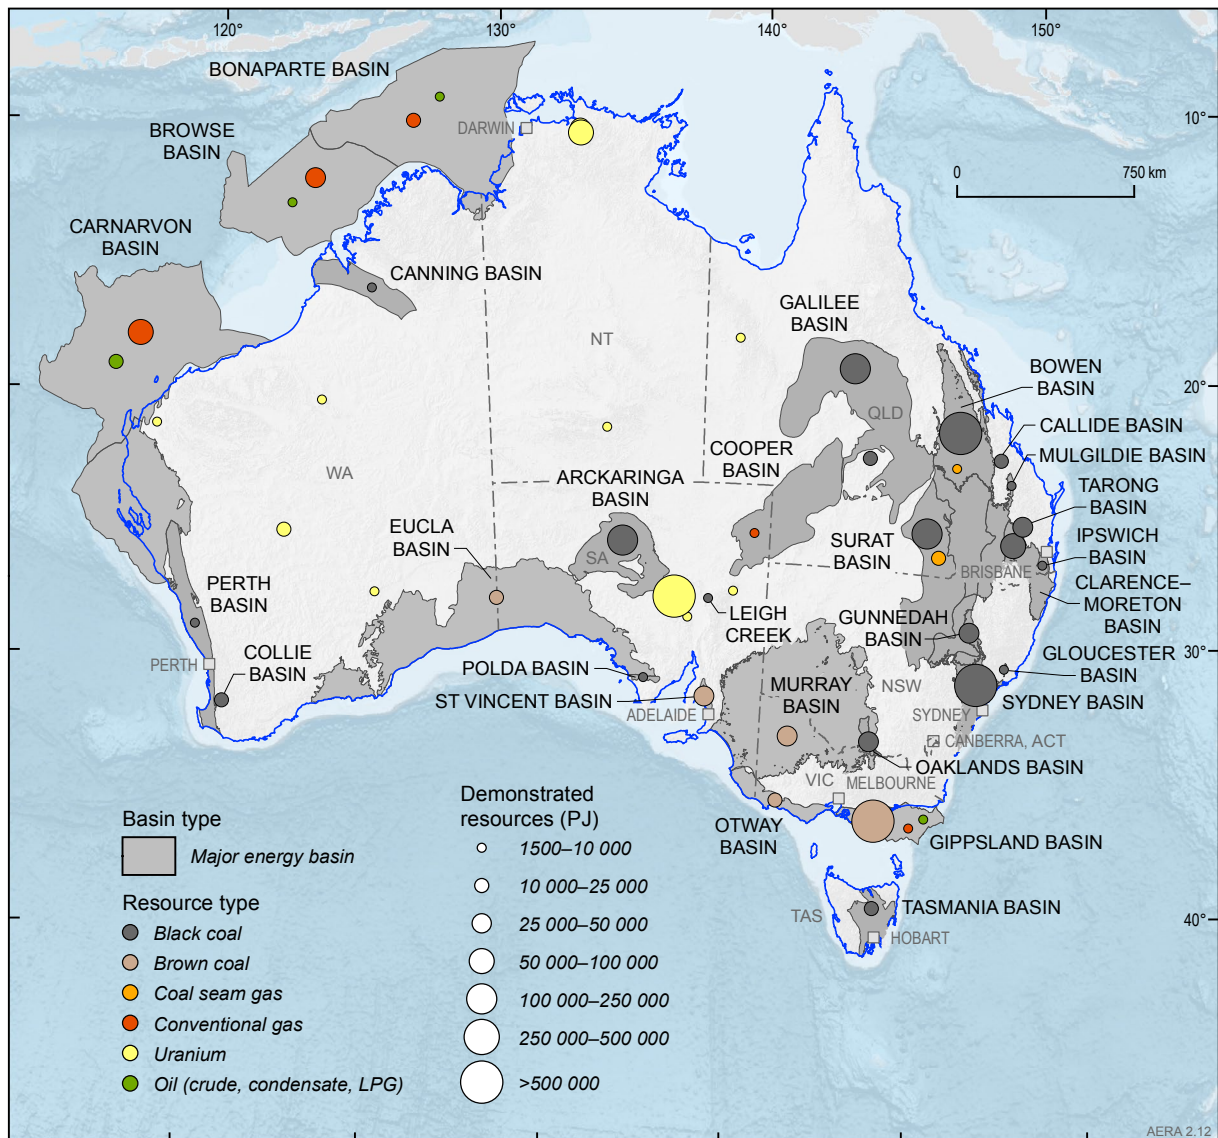 120°
130°
140°
150°
BONAPARTE BASIN
BROWSE
BASIN
DARWIN
10°
0
750 km
CARNARVON
BASIN
CANNING BASIN
GALILEE
BASIN
NT
BOWEN
BASIN
20°
QLD
CALLIDE BASIN
COOPER
BASIN
MULGILDIE BASIN
WA
ARCKARINGA
BASIN
TARONG
BASIN
EUCLA
BASIN
SURAT
BASIN
IPSWICH
BASIN
SA
BRISBANE
PERTH
BASIN
CLARENCE–
MORETON
BASIN
LEIGH
CREEK
GUNNEDAH
BASIN
COLLIE
BASIN
PERTH
30°
GLOUCESTER
BASIN
POLDA BASIN
MURRAY
BASIN
NSW
ST VINCENT BASIN
SYDNEY BASIN
ADELAIDE
SYDNEY
CANBERRA, ACT
OAKLANDS BASIN
VIC
MELBOURNE
OTWAY
BASIN
GIPPSLAND BASIN
TAS
TASMANIA BASIN
40°
HOBART
Basin type
Major energy basin
Resource type
Black coal
Brown coal
Coal seam gas
Conventional gas
Uranium
Oil (crude, condensate, LPG)
Demonstrated
resources (PJ)
1500–10 000
10 000–25 000
25 000–50 000
50 000–100 000
100 000–250 000
250 000–500 000
>500 000
AERA 2.12